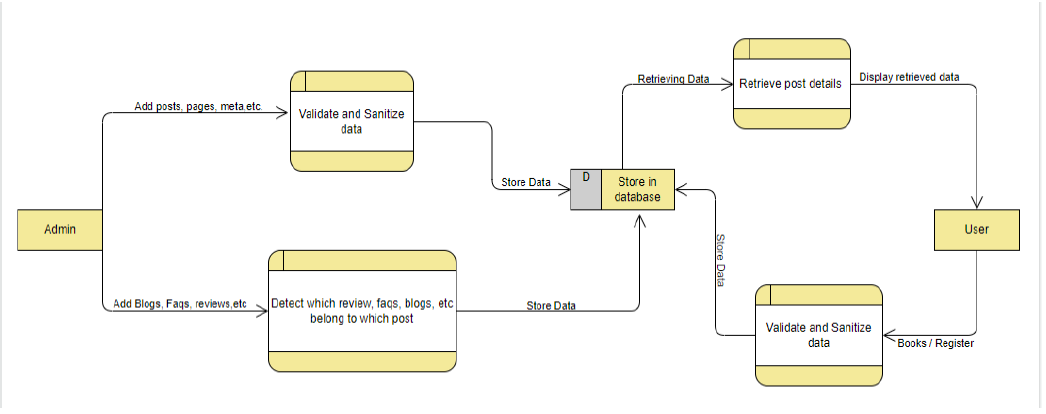 Add posts, pages, meta.etc.
Validate and Sanitize
data
Store Data
Admin
Add Blogs, Faqs, reviews,etc
Detect which review, faqs, blogs, etc
belong to which post
Store Data
D
Store in
database
Retrieving Data
Retrieve post details
Display retrieved data
User
Books / Register
Validate and Sanitize
data
Store Data